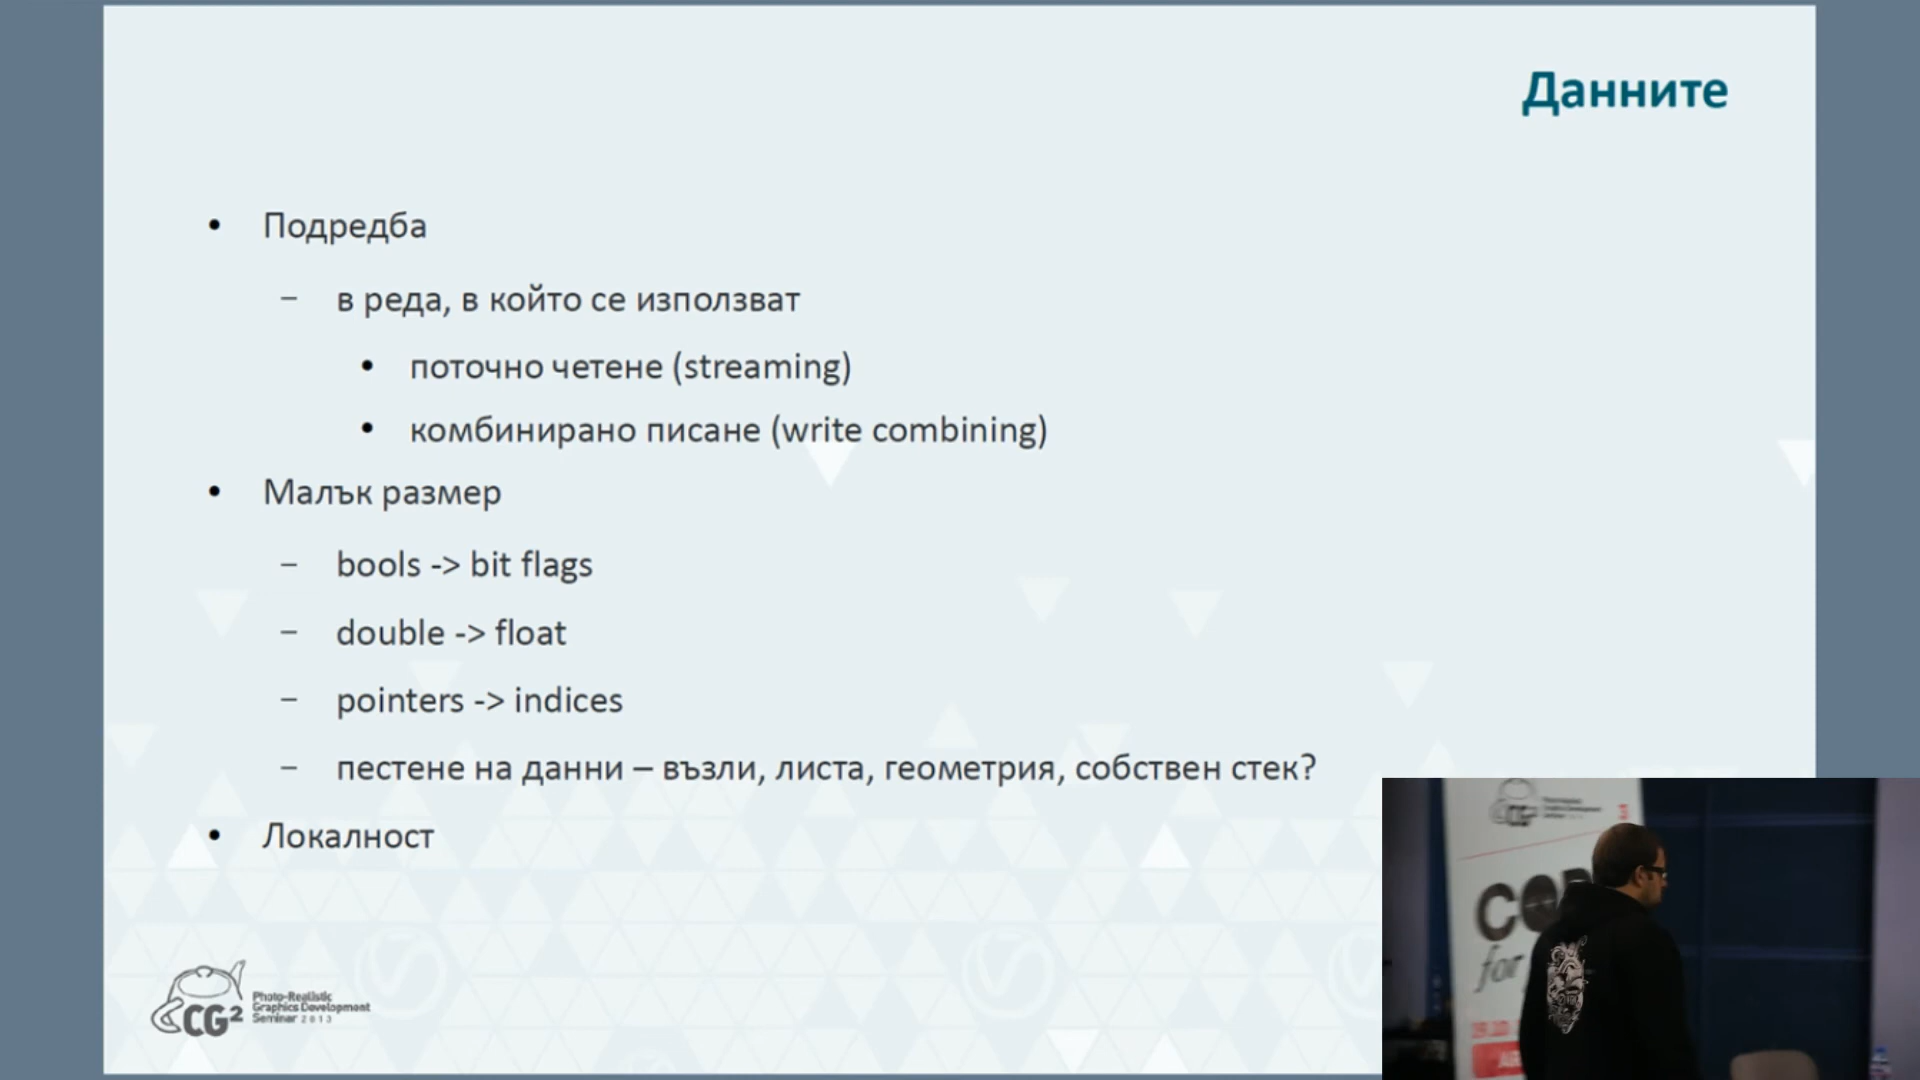 Данните
• Подредба
– в реда, в който се използват
• поточно четене (streaming)
• комбинирано писане (write combining)
• Малък размер
– bools -> bit flags
– double -> float
– pointers -> indices
– пестене на данни – възли, листа, геометрия, собствен стек?
• Локалност
CG²
Photo-Realistic
Graphics Development
Seminar 2013
for